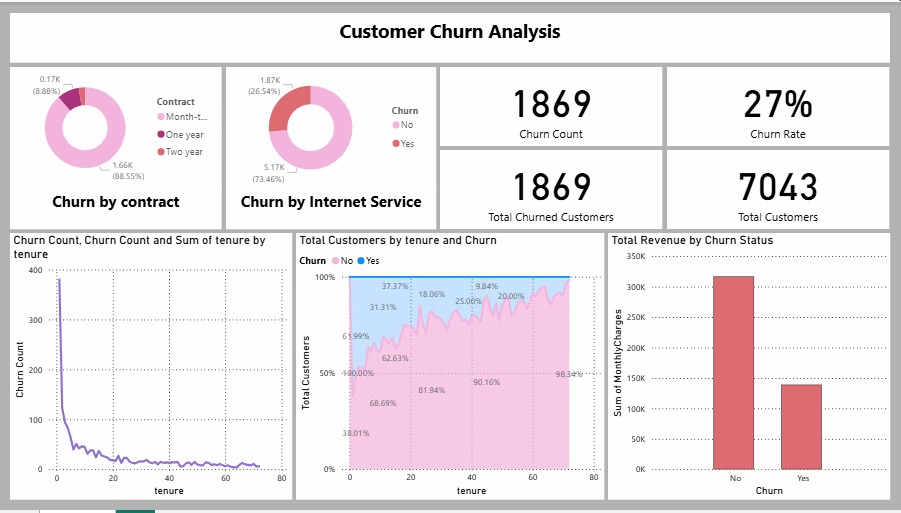 Customer Churn Analysis
0.17K
(8.88%)
1.66K
(88.55%)
Contract
Month-t...
One year
Two year
Churn by contract
1.87K
(26.54%)
5.17K
(73.46%)
Churn
No
Yes
Churn by Internet Service
1869
Churn Count
27%
Churn Rate
1869
Total Churned Customers
7043
Total Customers
Churn Count, Churn Count and Sum of tenure by
tenure
Churn Count
400
300
200
100
0
0 20 40 60 80
tenure
Total Customers by tenure and Churn
Churn No Yes
Total Customers
100%
50%
0%
37.37%
9.84%
18.06%
20.00%
25.00%
31.31%
61.99%
62.63%
100.00%
98.34%
90.16%
81.94%
68.69%
38.01%
0 20 40 60 80
tenure
Total Revenue by Churn Status
Sum of MonthlyCharges
350K
300K
250K
200K
150K
100K
50K
0K
No Yes
Churn